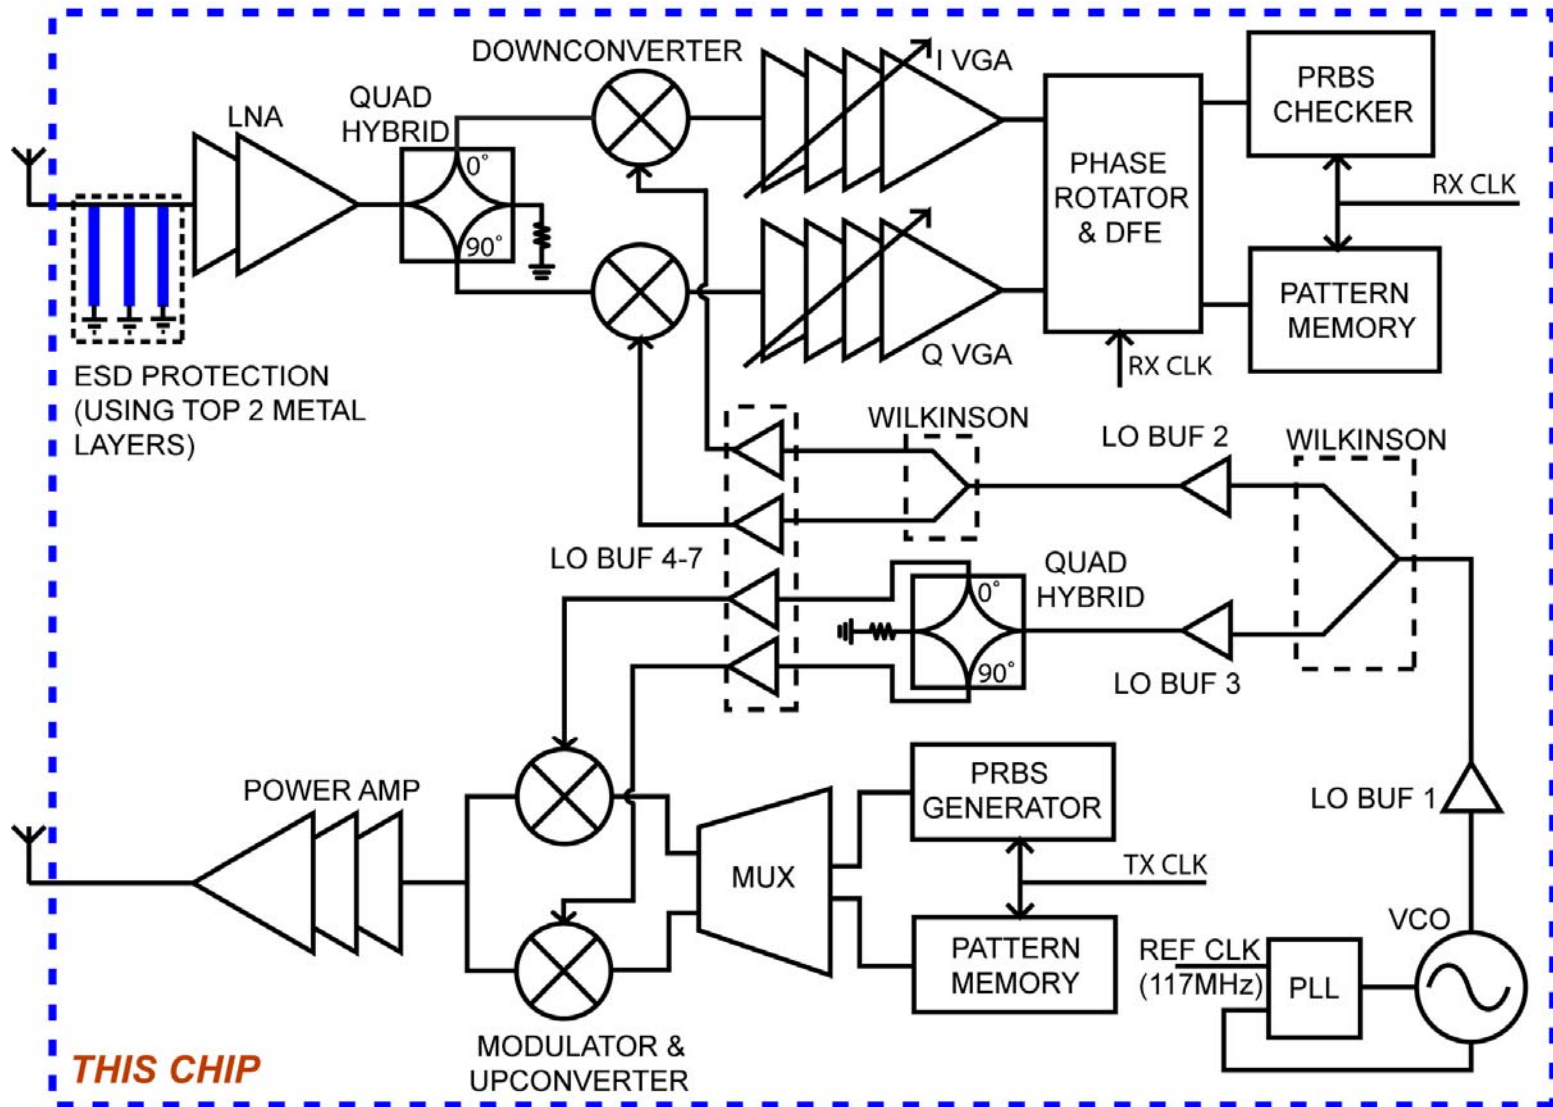 DOWNCONVERTER
I VGA
PRBS
CHECKER
QUAD
HYBRID
LNA
0°
90°
PHASE
ROTATOR
& DFE
RX CLK
PATTERN
MEMORY
Q VGA
RX CLK
ESD PROTECTION
(USING TOP 2 METAL
LAYERS)
WILKINSON
LO BUF 2
WILKINSON
LO BUF 4-7
QUAD
HYBRID
0°
90°
LO BUF 3
POWER AMP
PRBS
GENERATOR
LO BUF 1
MUX
TX CLK
VCO
PATTERN
MEMORY
REF CLK
(117MHz)
PLL
MODULATOR &
UPCONVERTER
THIS CHIP